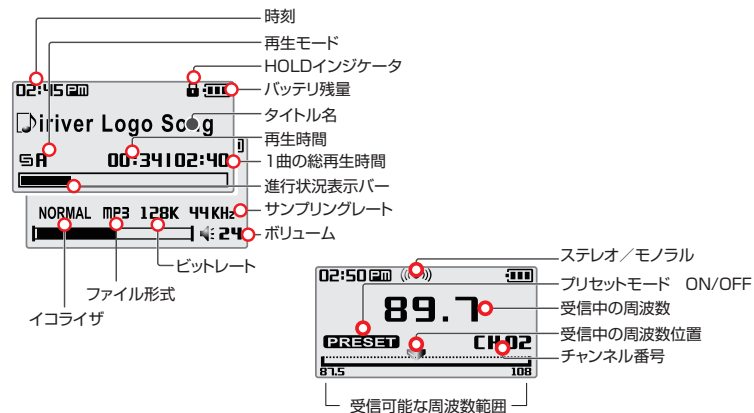 時刻
再生モード
HOLDインジケータ
バッテリ残量
タイトル名
再生時間
1曲の総再生時間
進行状況表示バー
サンプリングレート
ボリューム
ビットレート
ファイル形式
イコライザ
02:45 PM
iriver Logo Song
A 00:34|02:40
NORMAL MP3 128K 44KHz
24
ステレオ／モノラル
プリセットモード ON/OFF
受信中の周波数
受信中の周波数位置
チャンネル番号
02:50 PM
89.7
PRESET CH02
87.5 108
受信可能な周波数範囲